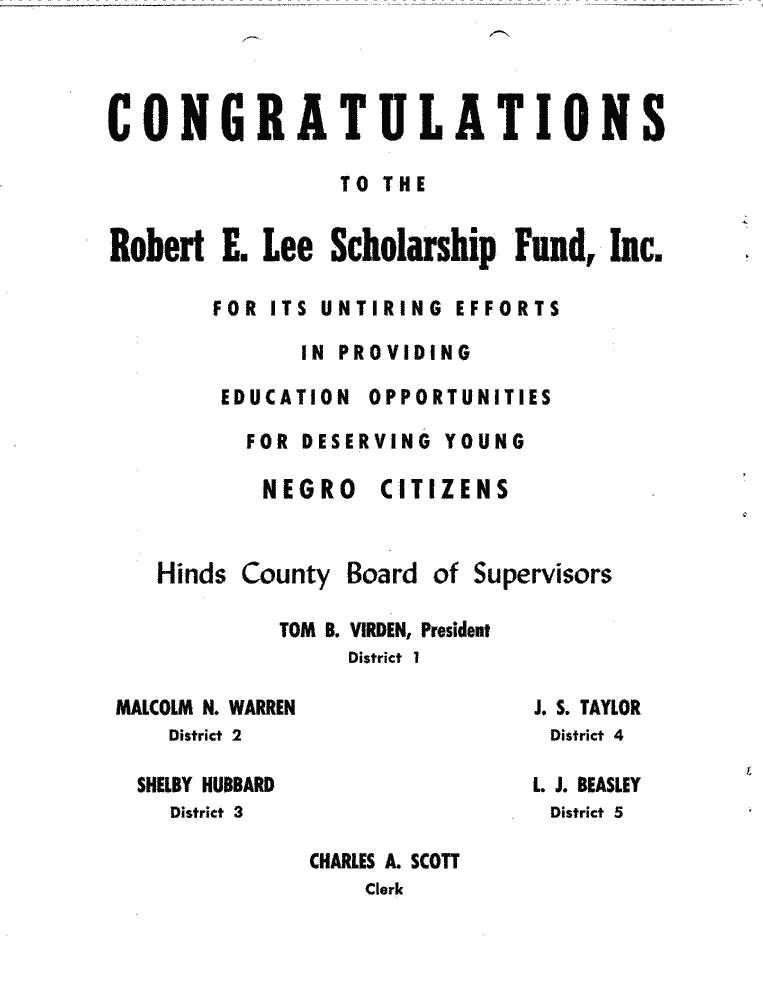 CONGRATULATIONS
TO THE
Robert E. Lee Scholarship Fund, Inc.
FOR ITS UNTIRING EFFORTS
IN PROVIDING
EDUCATION OPPORTUNITIES
FOR DESERVING YOUNG
NEGRO CITIZENS
Hinds County Board of Supervisors
TOM B. VIRDEN, President
District 1
MALCOLM N. WARREN
District 2
J. S. TAYLOR
District 4
SHELBY HUBBARD
District 3
L. J. BEASLEY
District 5
CHARLES A. SCOTT
Clerk